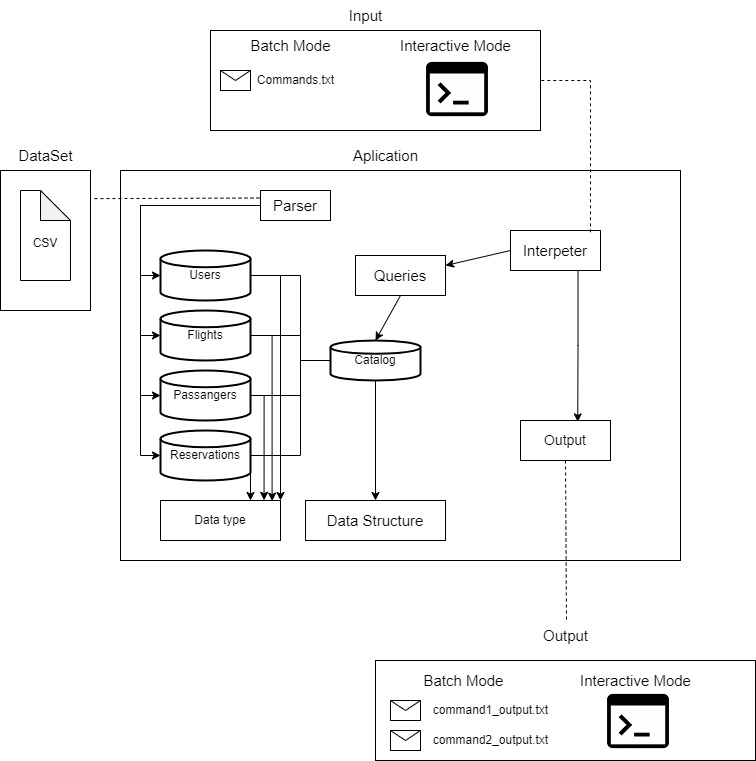 Input
Batch Mode
Interactive Mode
Commands.txt
DataSet
Aplication
CSV
Parser
Interpeter
Users
Queries
Flights
Catalog
Passangers
Reservations
Output
Data type
Data Structure
Output
Batch Mode
Interactive Mode
command1_output.txt
command2_output.txt